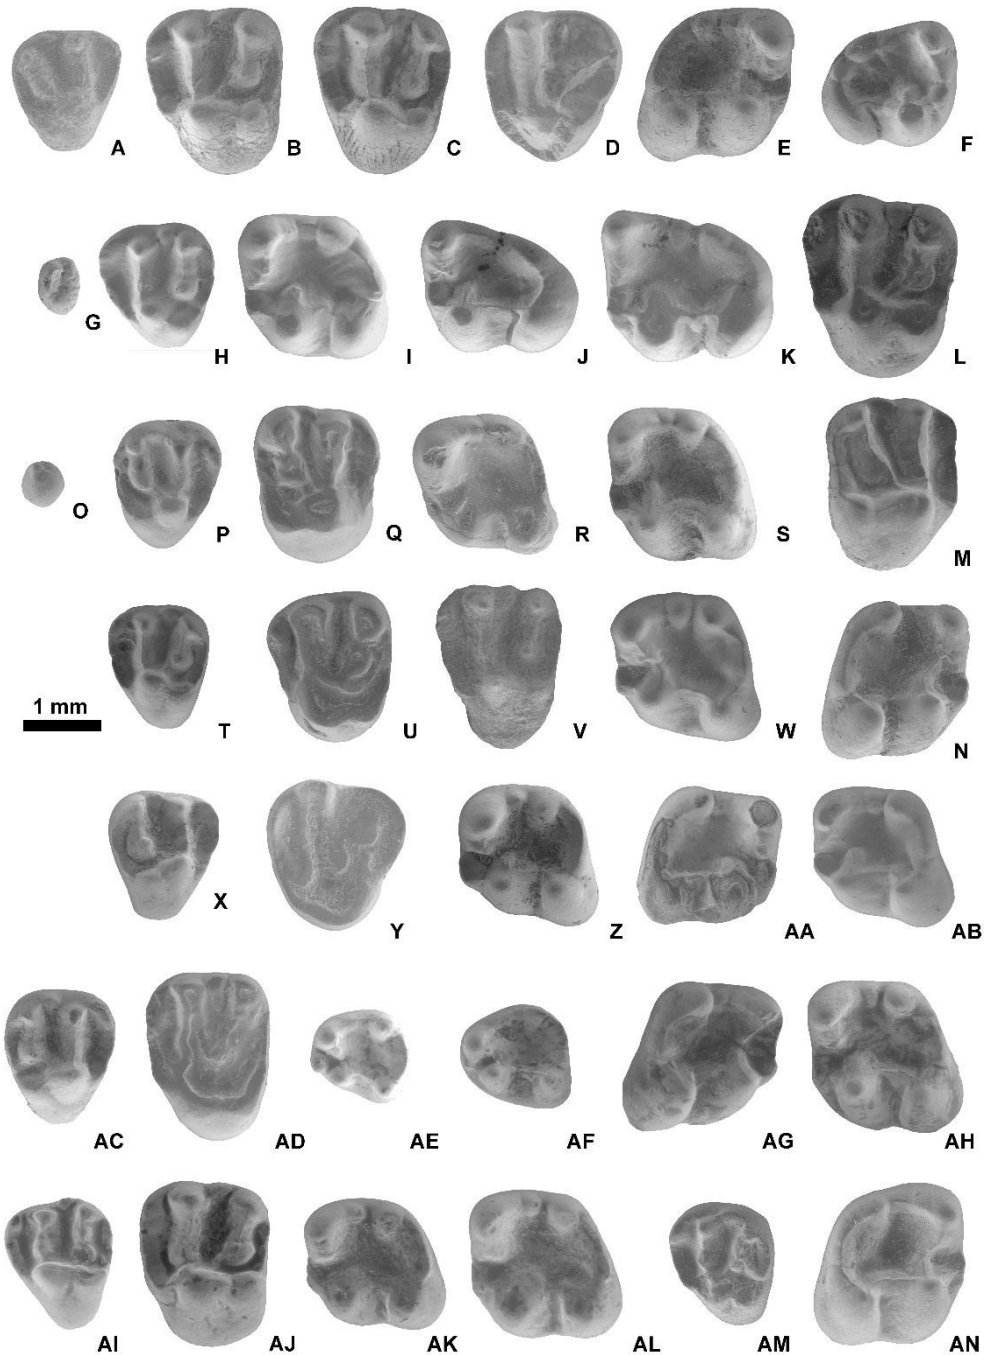 A B C D E F
G H I J K L
O P Q R S M
1 mm
T U V W N
X Y Z AA AB
AC AD AE AF AG AH
AI AJ AK AL AM AN